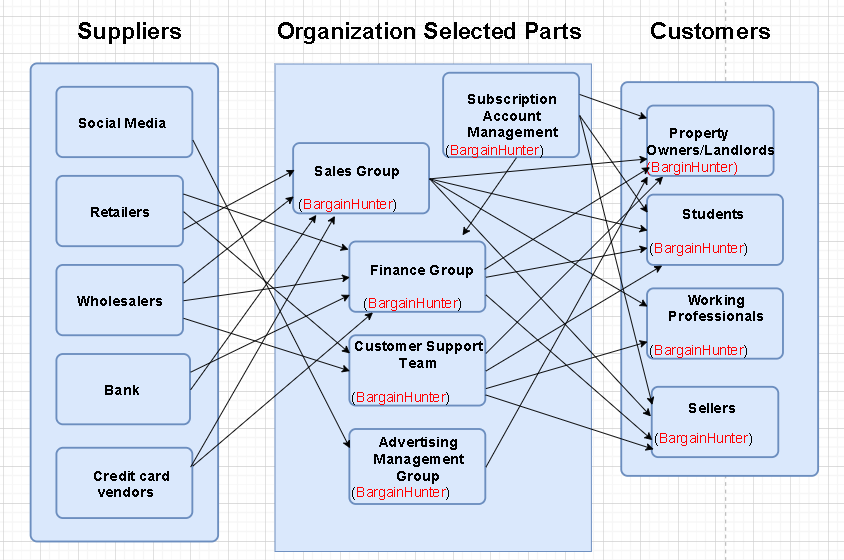 Suppliers
Organization Selected Parts
Customers
Social Media
Retailers
Wholesalers
Bank
Credit card
vendors
Subscription
Account
Management
(BargainHunter)
Sales Group
(BargainHunter)
Finance Group
(BargainHunter)
Customer Support
Team
(BargainHunter)
Advertising
Management
Group
(BargainHunter)
Property
Owners/Landlords
(BarginHunter)
Students
(BargainHunter)
Working
Professionals
(BargainHunter)
Sellers
(BargainHunter)